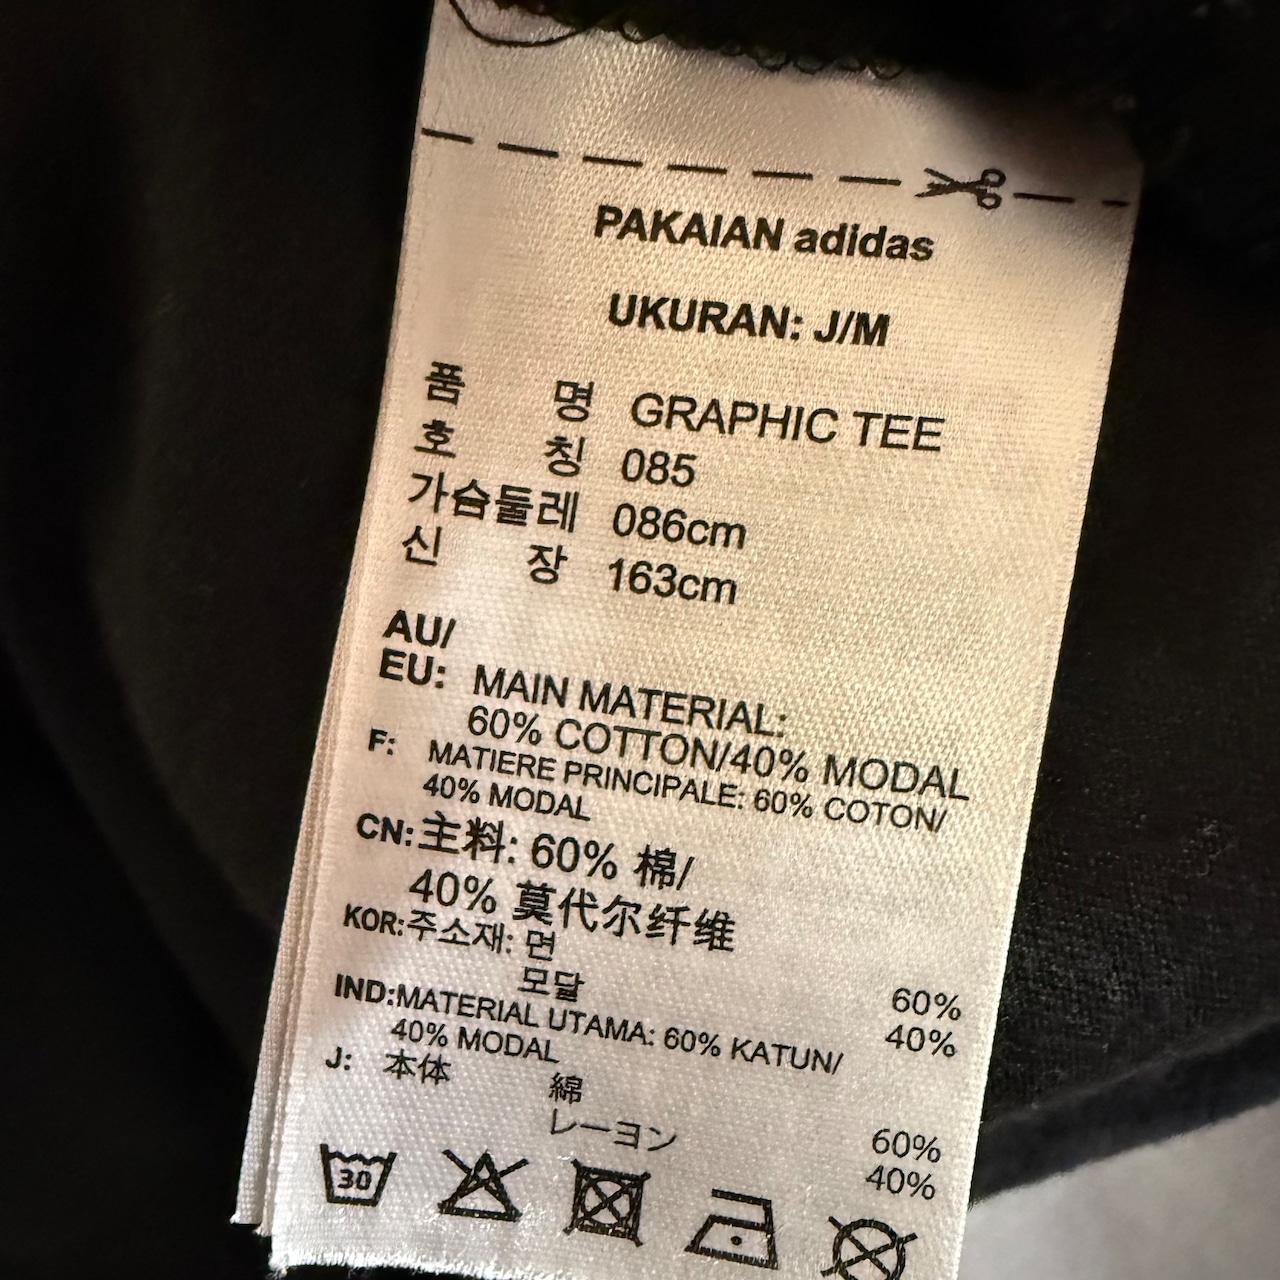 PAKAIAN adidas
UKURAN: J/M
품 명 GRAPHIC TEE
호 칭 085
가슴둘레 086cm
신 장 163cm
AU/
EU: MAIN MATERIAL:
60% COTTON/40% MODAL
F: MATIERE PRINCIPALE: 60% COTON/
40% MODAL
CN: 主料: 60% 棉/
40% 莫代尔纤维
KOR: 주소재: 면 60%
모달 40%
IND: MATERIAL UTAMA: 60% KATUN/
40% MODAL
J: 本体 綿 60%
レーヨン 40%
30